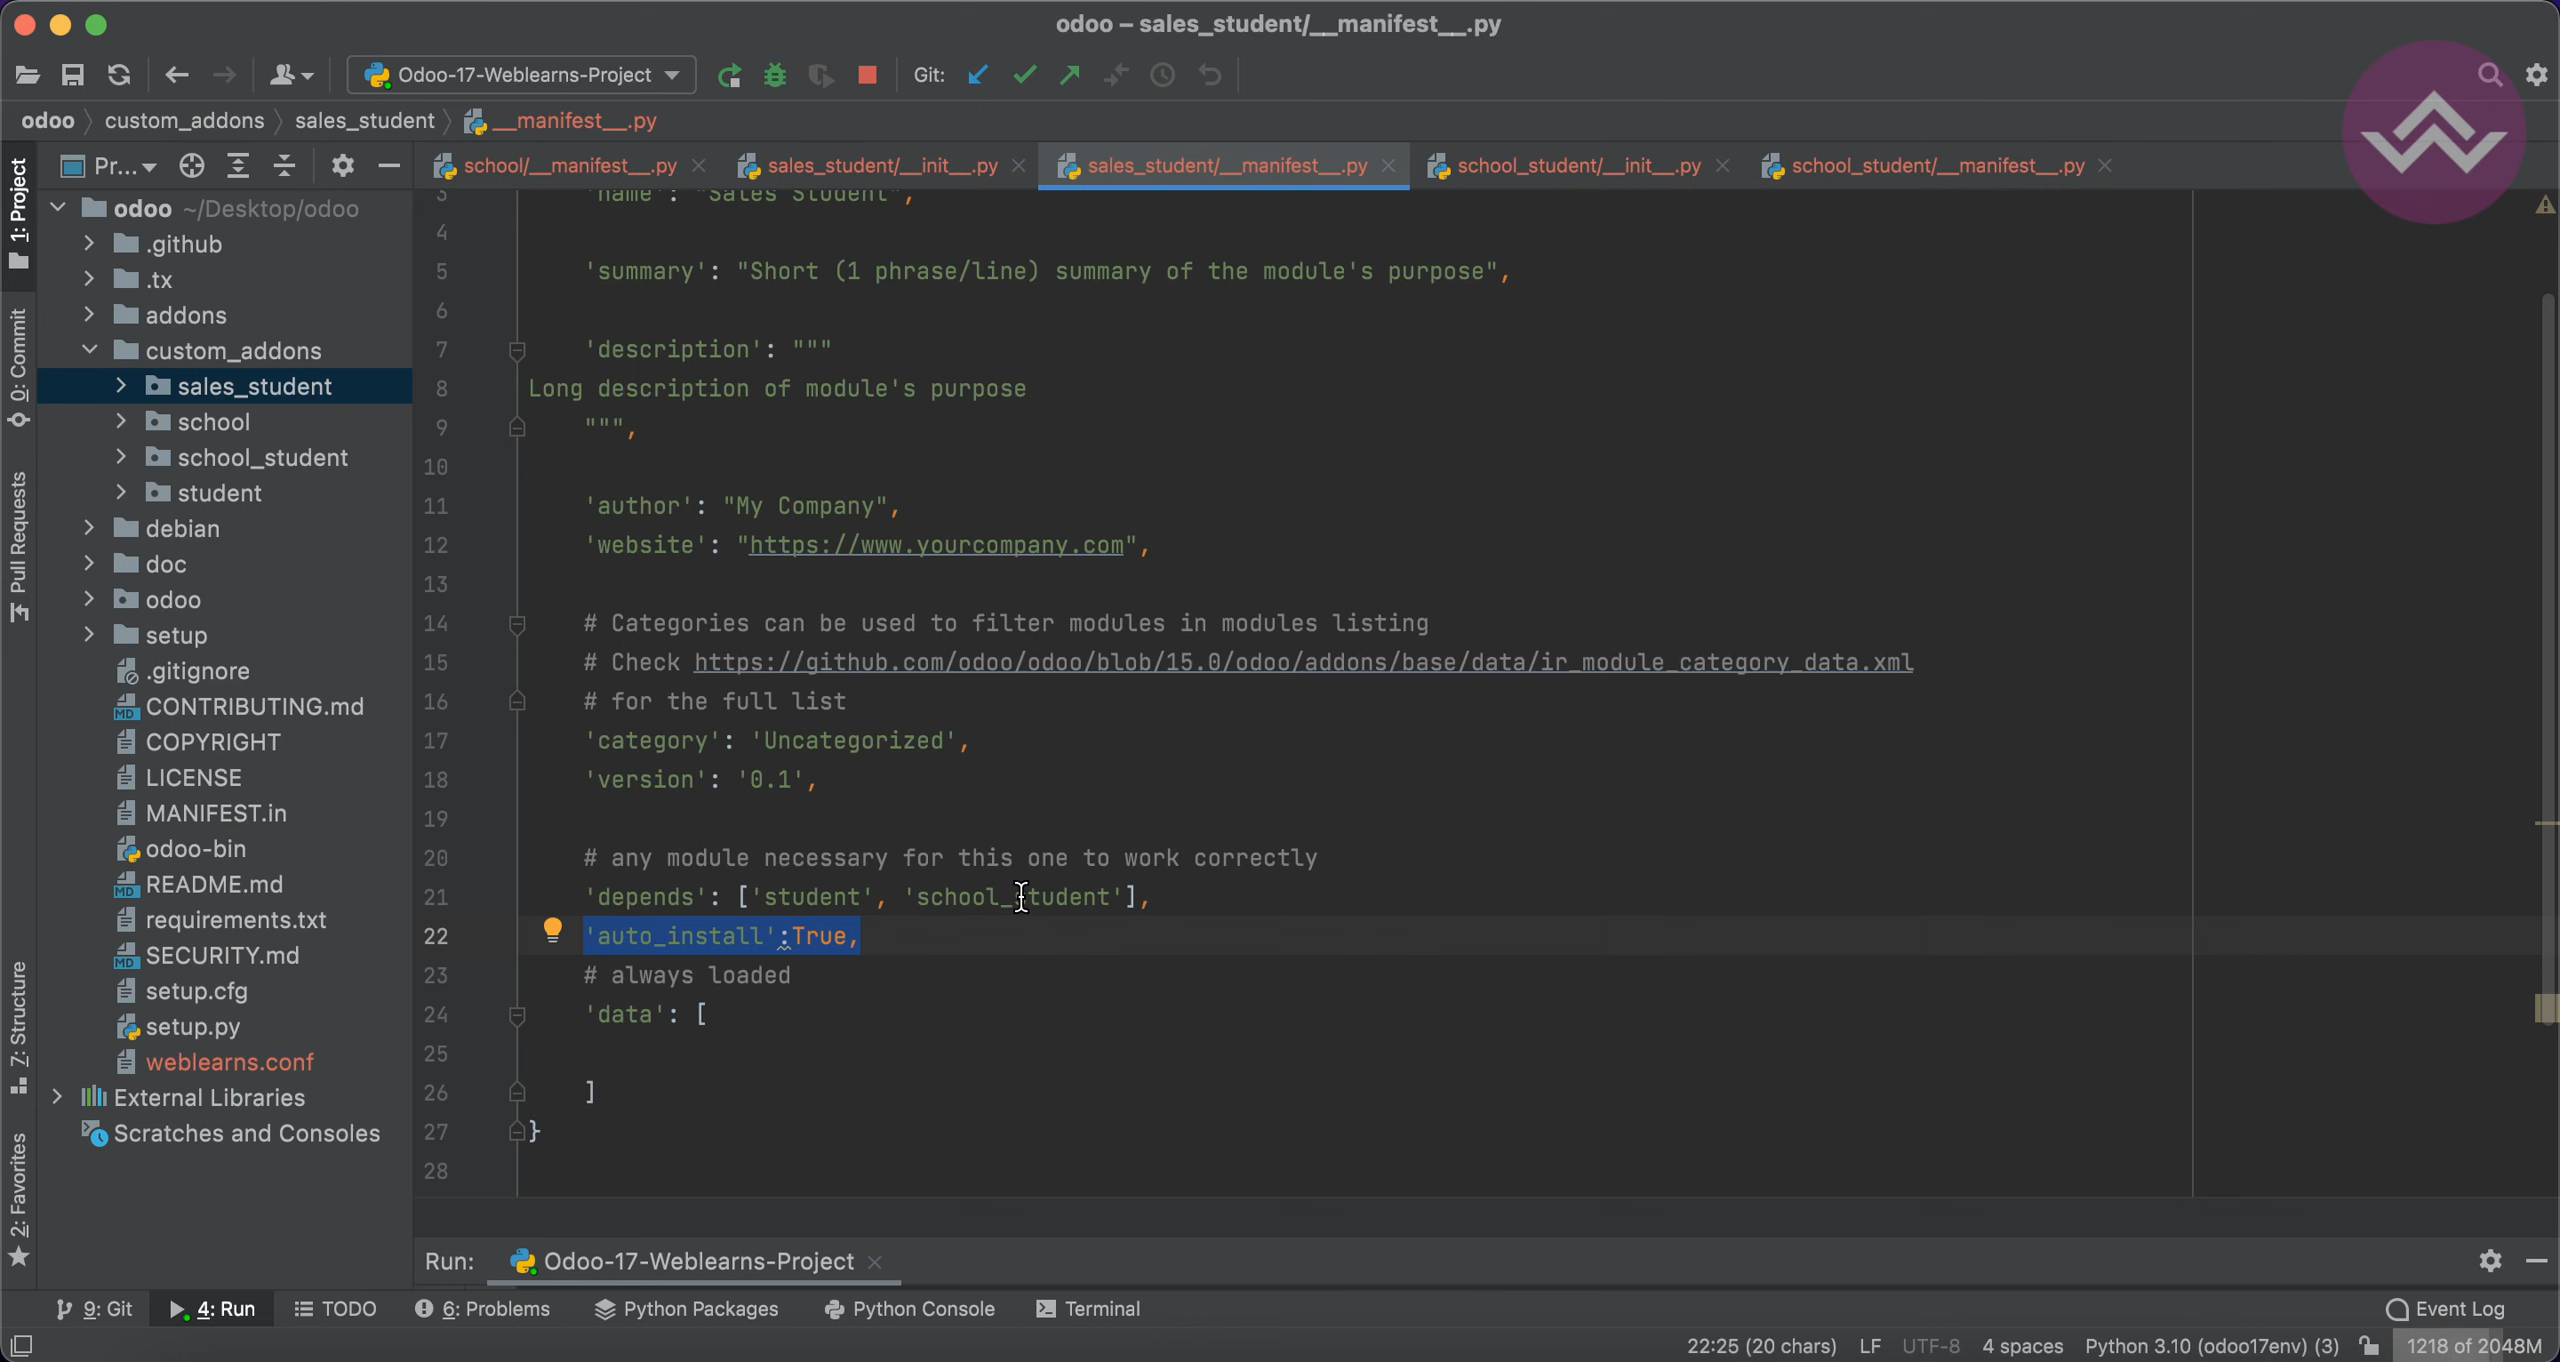 odoo – sales_student/__manifest__.py
Odoo-17-Weblearns-Project
Git:
odoo
custom_addons
sales_student
__manifest__.py
1: Project
0: Commit
Pull Requests
Z: Structure
2: Favorites
Pr...
school/__manifest__.py
sales_student/__init__.py
sales_student/__manifest__.py
school_student/__init__.py
school_student/__manifest__.py
odoo ~/Desktop/odoo
.github
.tx
addons
custom_addons
sales_student
school
school_student
student
debian
doc
odoo
setup
.gitignore
CONTRIBUTING.md
COPYRIGHT
LICENSE
MANIFEST.in
odoo-bin
README.md
requirements.txt
SECURITY.md
setup.cfg
setup.py
weblearns.conf
External Libraries
Scratches and Consoles
3 'name': "Sales Student",
4
5 'summary': "Short (1 phrase/line) summary of the module's purpose",
6
7 'description': """
8 Long description of module's purpose
9 """,
10
11 'author': "My Company",
12 'website': "https://www.yourcompany.com",
13
14 # Categories can be used to filter modules in modules listing
15 # Check https://github.com/odoo/odoo/blob/15.0/odoo/addons/base/data/ir_module_category_data.xml
16 # for the full list
17 'category': 'Uncategorized',
18 'version': '0.1',
19
20 # any module necessary for this one to work correctly
21 'depends': ['student', 'school_student'],
22 'auto_install':True,
23 # always loaded
24 'data': [
25
26 ]
27 }
28
Run: Odoo-17-Weblearns-Project
9: Git
4: Run
TODO
6: Problems
Python Packages
Python Console
Terminal
Event Log
22:25 (20 chars) LF UTF-8 4 spaces Python 3.10 (odoo17env) (3) 1218 of 2048M